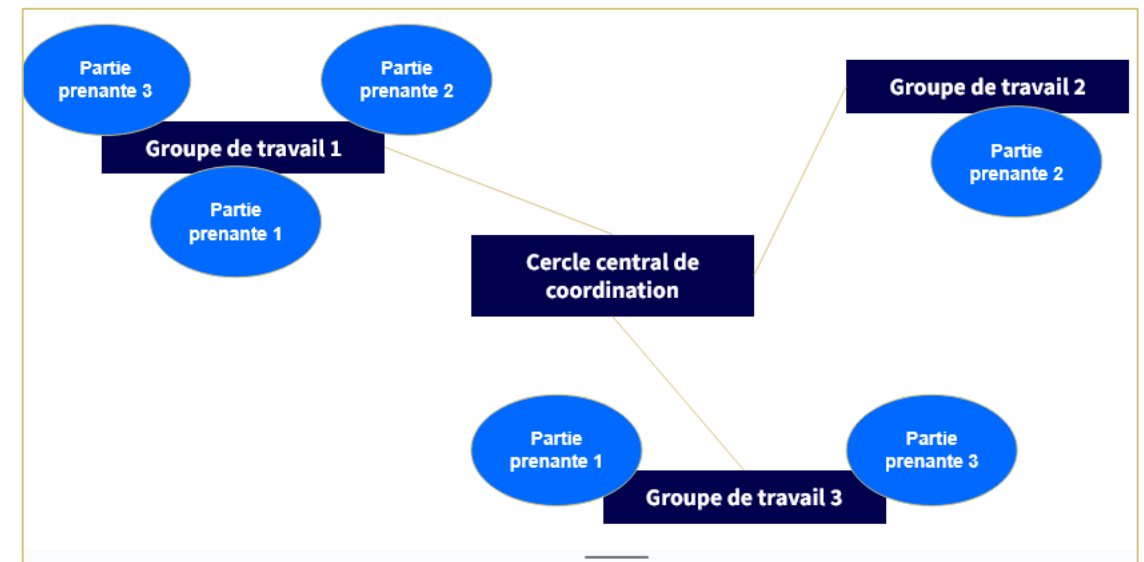 Partie
prenante 3
Partie
prenante 2
Groupe de travail 1
Partie
prenante 1
Groupe de travail 2
Partie
prenante 2
Cercle central de
coordination
Partie
prenante 1
Partie
prenante 3
Groupe de travail 3